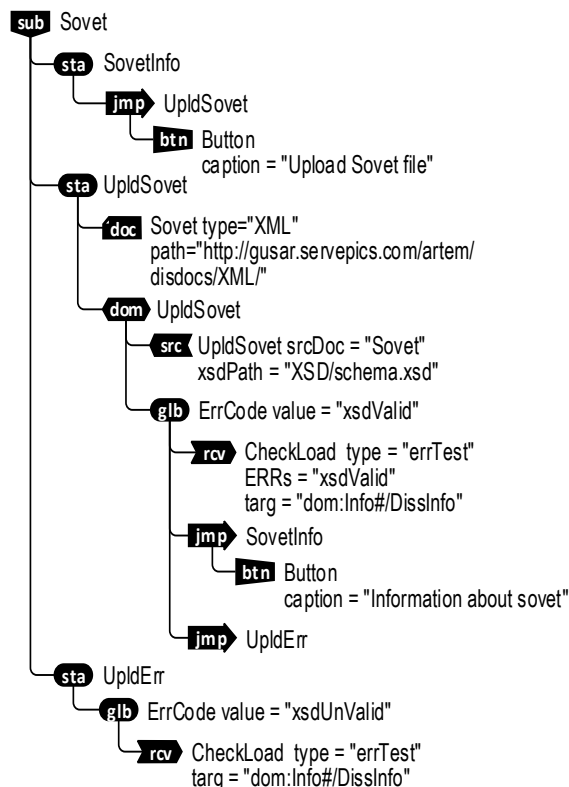 sub Sovet
sta SovetInfo
jmp UpldSovet
btn Button
caption = "Upload Sovet file"
sta UpldSovet
doc Sovet type="XML"
path="http://gusar.servepics.com/artem/
disdocs/XML/"
dom UpldSovet
src UpldSovet srcDoc = "Sovet"
xsdPath = "XSD/schema.xsd"
glb ErrCode value = "xsdValid"
rcv CheckLoad type = "errTest"
ERRs = "xsdValid"
targ = "dom:Info#/DissInfo"
jmp SovetInfo
btn Button
caption = "Information about sovet"
jmp UpldErr
sta UpldErr
glb ErrCode value = "xsdUnValid"
rcv CheckLoad type = "errTest"
targ = "dom:Info#/DissInfo"